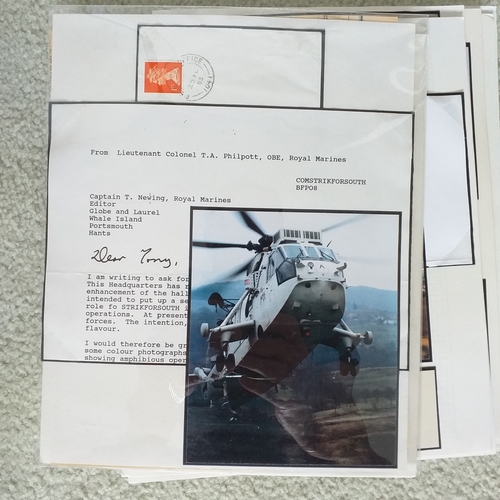 From Lieutenant Colonel T.A. Philpott, OBE, Royal Marines
COMSTRIKFORSOUTH
BFPO8
Captain T. Newing, Royal Marines
Editor
Globe and Laurel
Whale Island
Portsmouth
Hants
Dear Tony,
I am writing to ask for
This Headquarters has r
enhancement of the hall
intended to put up a se
role fo STRIKFORSOUTH i
operations. At present
forces. The intention,
flavour.
I would therefore be gr
some colour photographs
showing amphibious oper